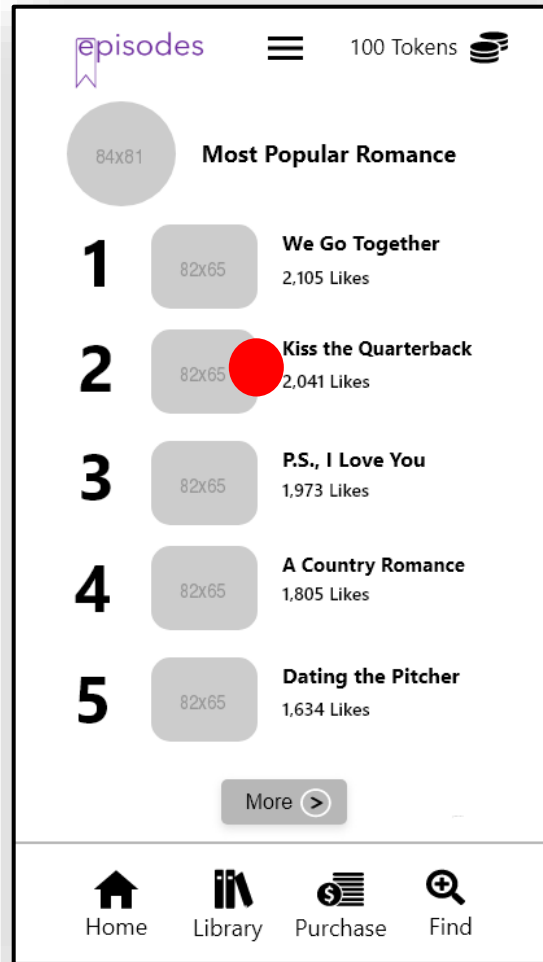 episodes
100 Tokens
84x81
Most Popular Romance
1
82x65
We Go Together
2,105 Likes
2
82x65
Kiss the Quarterback
2,041 Likes
3
82x65
P.S., I Love You
1,973 Likes
4
82x65
A Country Romance
1,805 Likes
5
82x65
Dating the Pitcher
1,634 Likes
More >
$
Home
Library
Purchase
Find